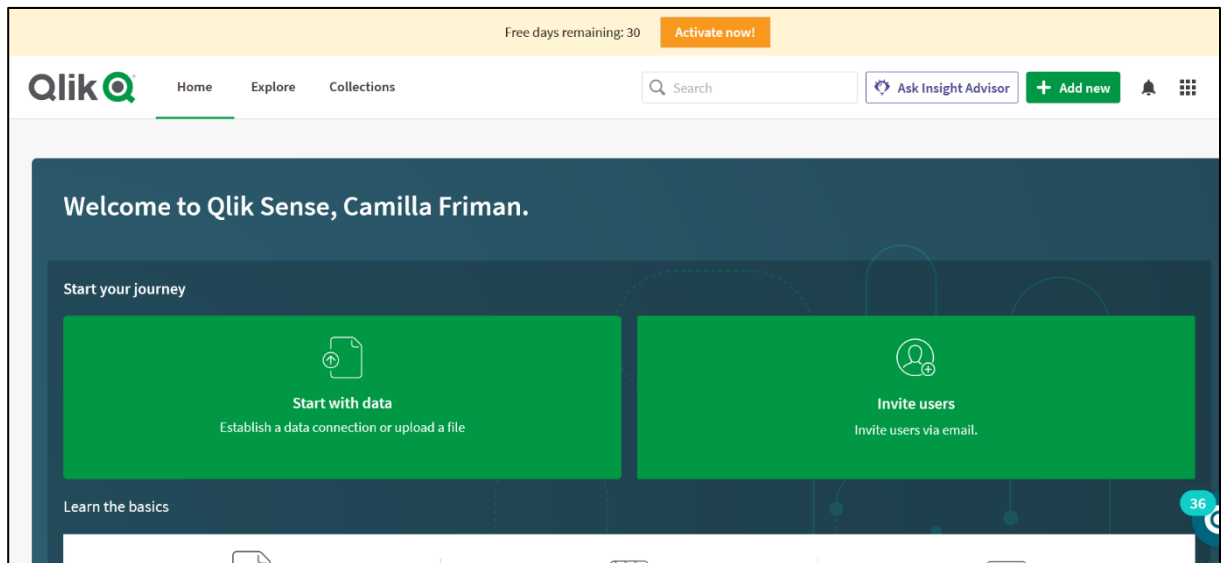 Free days remaining: 30 Activate now!
Qlik Home Explore Collections Search Ask Insight Advisor + Add new
Welcome to Qlik Sense, Camilla Friman.
Start your journey
Start with data
Establish a data connection or upload a file
Invite users
Invite users via email.
Learn the basics
36